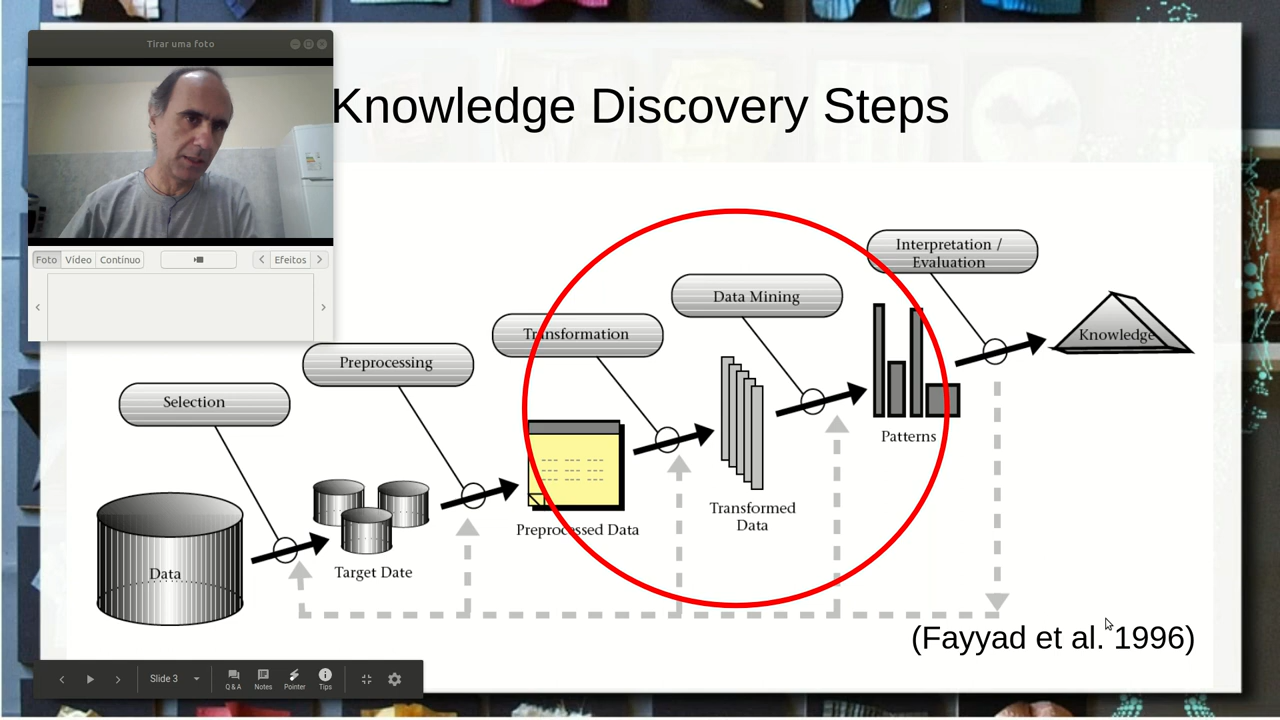 Tirar uma foto
Knowledge Discovery Steps
Foto
Vídeo
Contínuo
Efeitos
Interpretation /
Evaluation
Data Mining
Transformation
Knowledge
Preprocessing
Selection
Patterns
Transformed
Data
Preprocessed Data
Target Date
Data
(Fayyad et al. 1996)
Slide 3
Q & A
Notes
Pointer
Tips